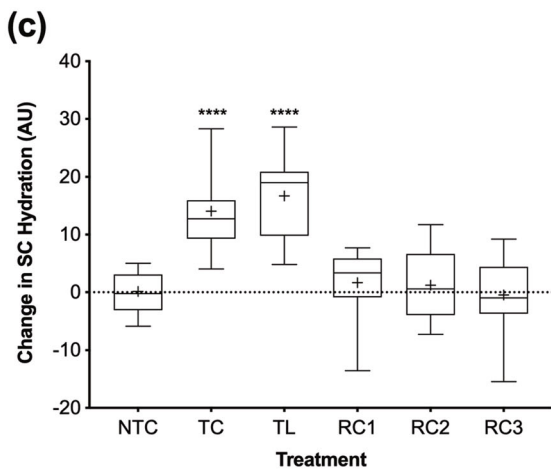 (c)
Change in SC Hydration (AU)
40
30
20
10
0
-10
-20
**** ****
NTC TC TL RC1 RC2 RC3
Treatment